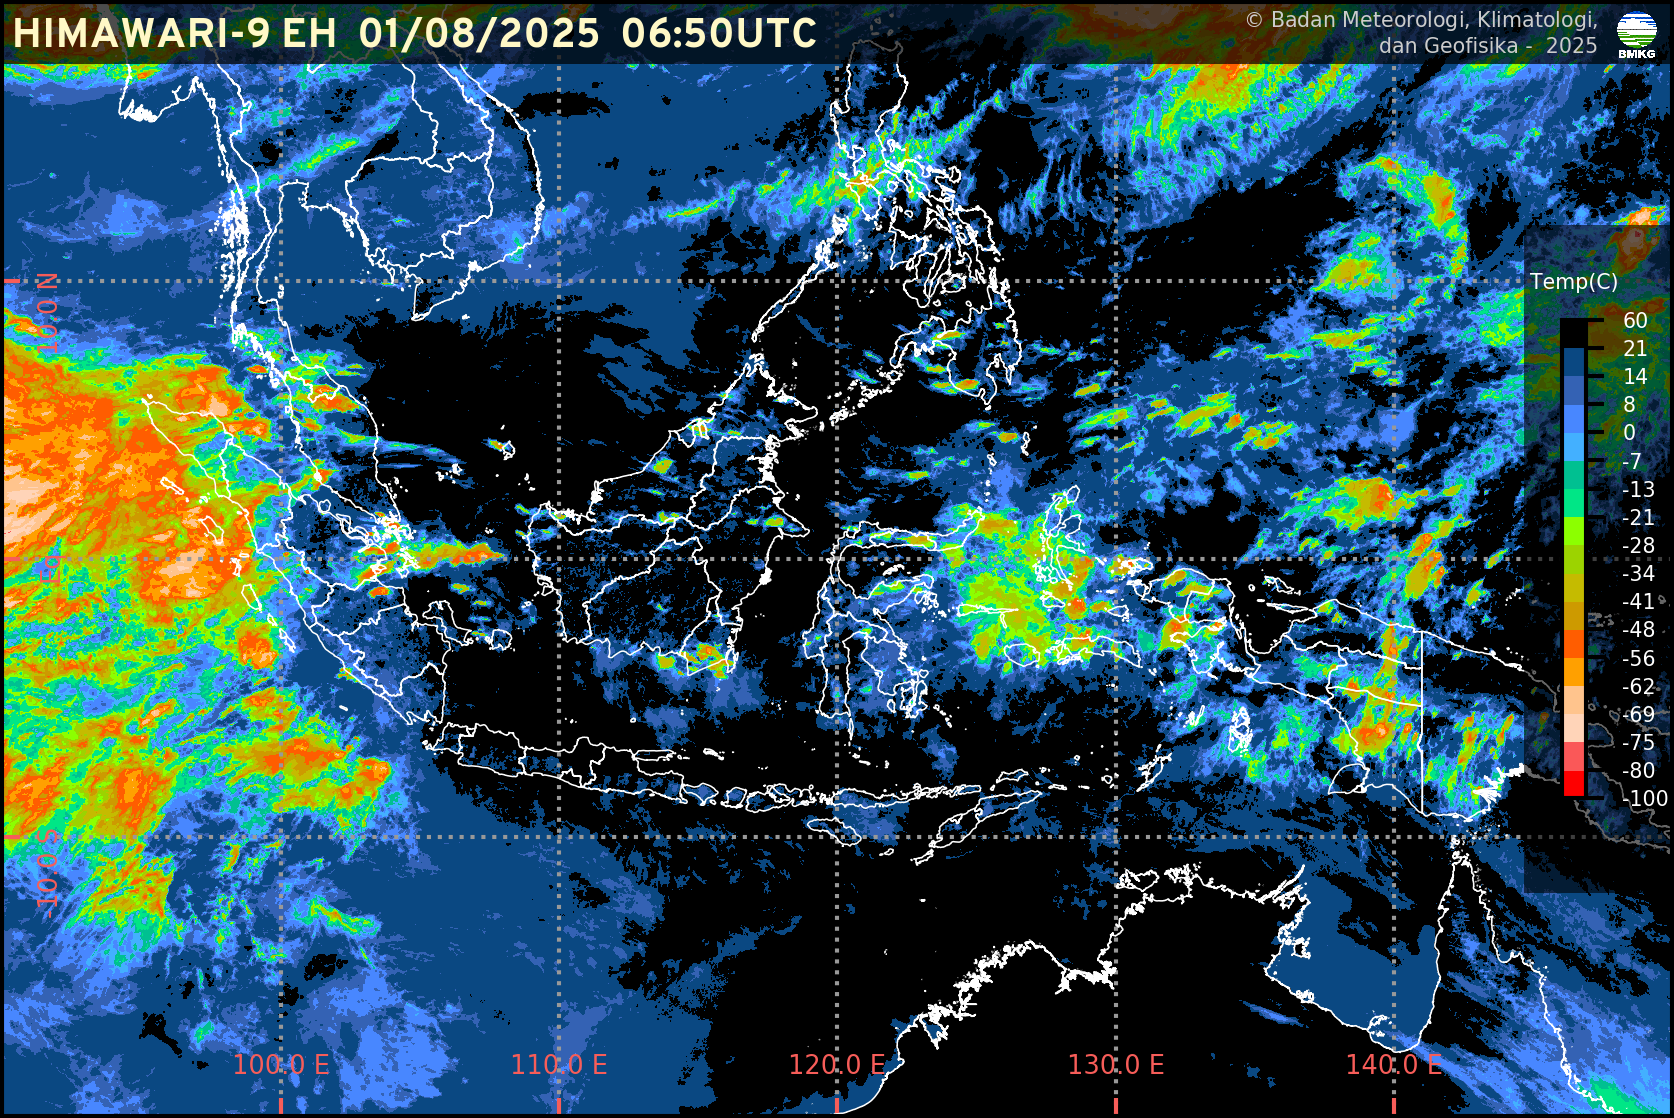 HIMAWARI-9 EH 01/08/2025 06:50UTC
© Badan Meteorologi, Klimatologi,
dan Geofisika - 2025
BMKG
10.0 N
Temp(C)
60
21
14
8
0
-7
-13
-21
-28
-34
-41
-48
-56
-62
-69
-75
-80
-100
-10.0 S
100.0 E
110.0 E
120.0 E
130.0 E
140.0 E